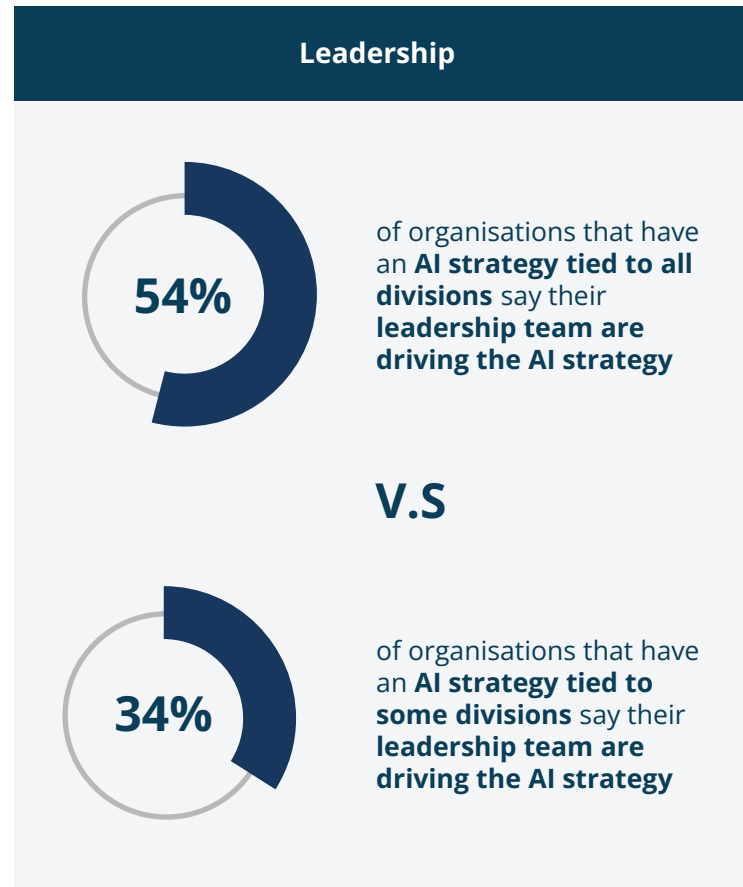 Leadership
54%
of organisations that have
an AI strategy tied to all
divisions say their
leadership team are
driving the AI strategy
V.S
34%
of organisations that have
an AI strategy tied to
some divisions say their
leadership team are
driving the AI strategy